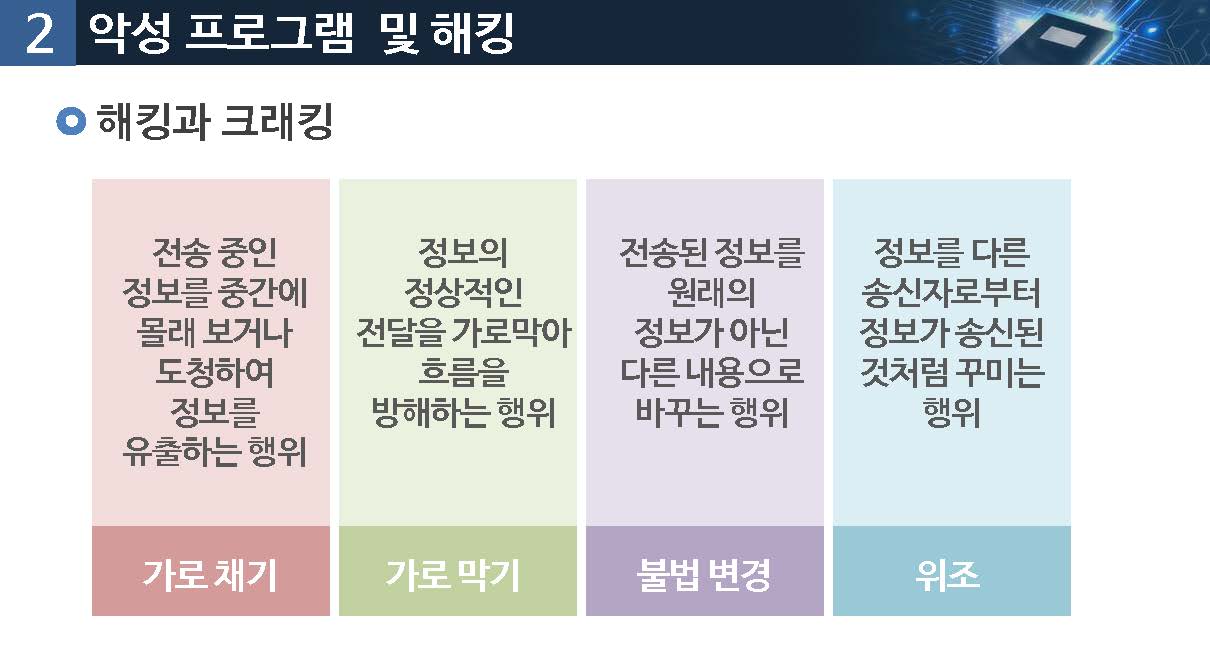 2 악성 프로그램 및 해킹
해킹과 크래킹
전송 중인
정보를 중간에
몰래 보거나
도청하여
정보를
유출하는 행위
가로 채기
정보의
정상적인
전달을 가로막아
흐름을
방해하는 행위
가로 막기
전송된 정보를
원래의
정보가 아닌
다른 내용으로
바꾸는 행위
불법 변경
정보를 다른
송신자로부터
정보가 송신된
것처럼 꾸미는
행위
위조